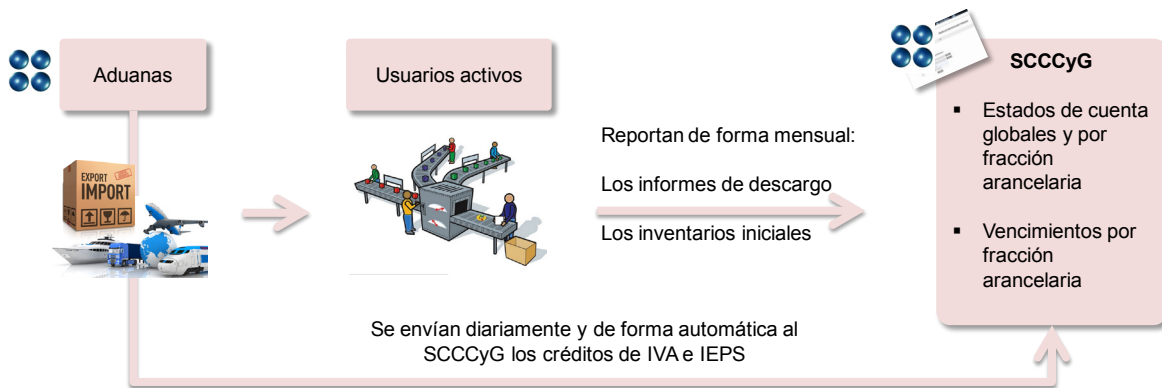 Aduanas
Usuarios activos
SCCCyG
▪ Estados de cuenta
globales y por
fracción
arancelaria
▪ Vencimientos por
fracción
arancelaria
EXPORT
IMPORT
Reportan de forma mensual:
Los informes de descargo
Los inventarios iniciales
Se envían diariamente y de forma automática al
SCCCyG los créditos de IVA e IEPS